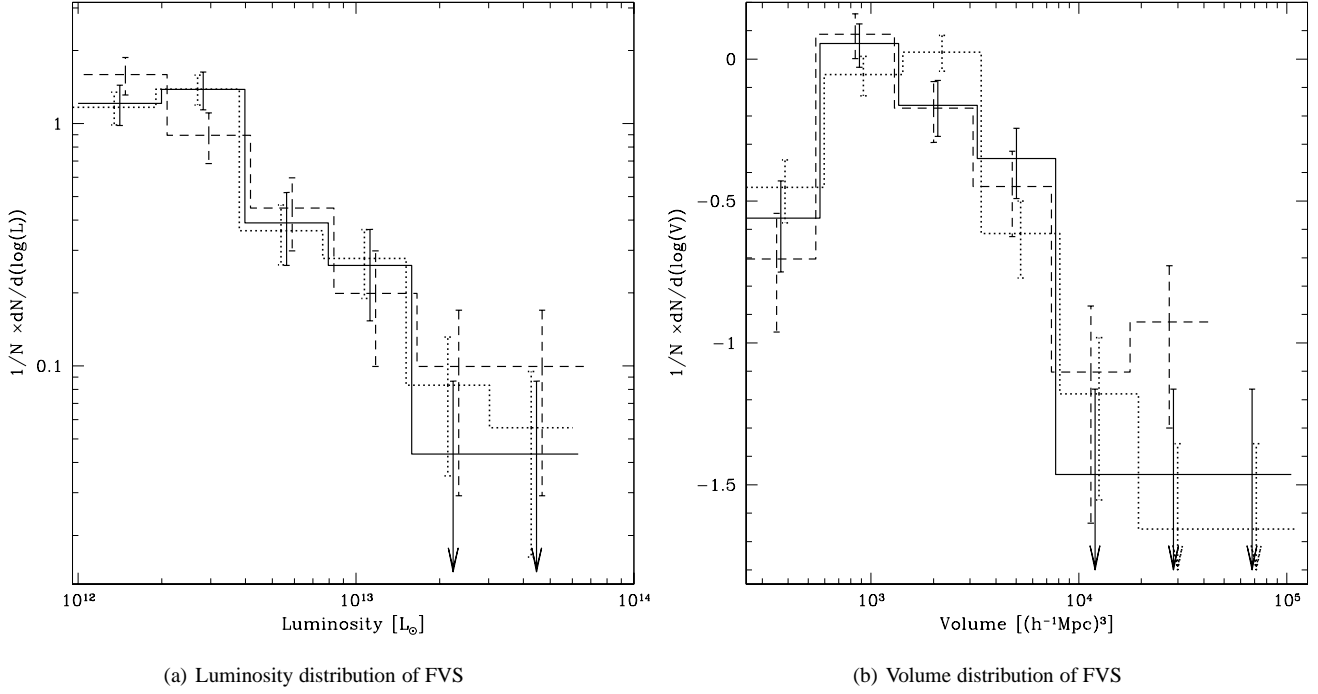 1/N ×dN/d(log(L))
1
0.1
10¹²
10¹³
10¹⁴
Luminosity [L☉]
(a) Luminosity distribution of FVS
1/N ×dN/d(log(V))
0
−0.5
−1
−1.5
10³
10⁴
10⁵
Volume [(h⁻¹Mpc)³]
(b) Volume distribution of FVS